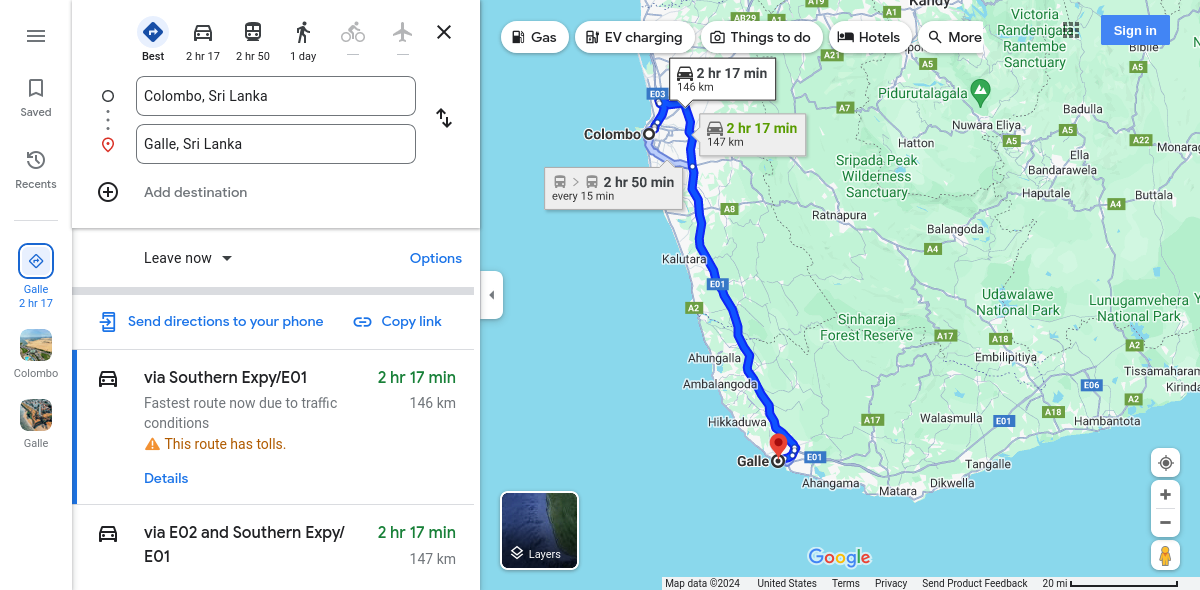 Saved
Recents
Galle
2 hr 17
Colombo
Galle
Best
2 hr 17
2 hr 50
1 day
—
—
Colombo, Sri Lanka
Galle, Sri Lanka
Add destination
Leave now
Options
Send directions to your phone
Copy link
via Southern Expy/E01
2 hr 17 min
Fastest route now due to traffic
conditions
146 km
This route has tolls.
Details
via E02 and Southern Expy/
E01
2 hr 17 min
147 km
Gas
EV charging
Things to do
Hotels
More
Sign in
Kandy
AB29
A19
A1
A26
Victoria
Randenigala
Rantembe
Sanctuary
Bibile
A21
A5
A5
2 hr 17 min
146 km
E03
Pidurutalagala
A7
Badulla
Colombo
2 hr 17 min
147 km
Nuwara Eliya
Hatton
A5
A22
Monaragala
Ella
Bandarawela
Sripada Peak
Wilderness
Sanctuary
2 hr 50 min
every 15 min
Haputale
Buttala
A4
A8
Ratnapura
Balangoda
A4
Kalutara
E01
A2
Udawalawe
National Park
Lunugamvehera
National Park
Sinharaja
Forest Reserve
A17
A18
A2
Ahungalla
Embilipitiya
Tissamaharama
Ambalangoda
E06
Kirinda
A2
Hikkaduwa
A17
Walasmulla
E01
A18
Hambantota
Galle
E01
Tangalle
Ahangama
Matara
Dikwella
Layers
Google
Map data ©2024
United States
Terms
Privacy
Send Product Feedback
20 mi